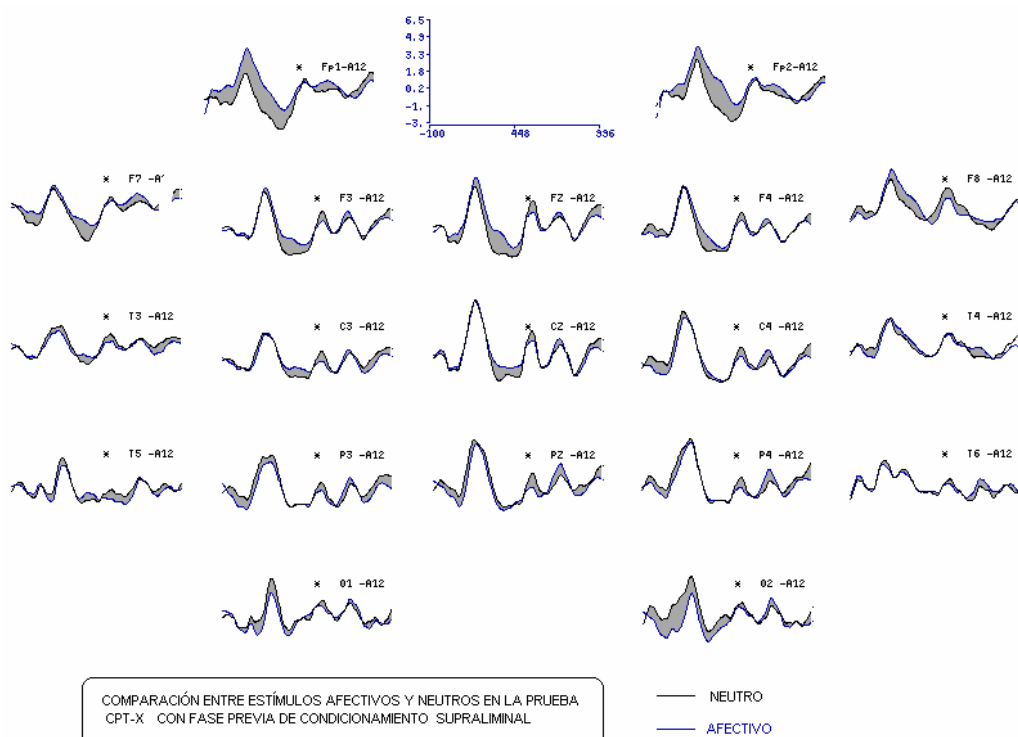 6.5
4.9
3.3
1.8
0.2
-1.
-3.
-100 448 996
* Fp1-A12
* Fp2-A12
* F7 -A1
* F3 -A12
* FZ -A12
* F4 -A12
* F8 -A12
* T3 -A12
* C3 -A12
* CZ -A12
* C4 -A12
* T4 -A12
* T5 -A12
* P3 -A12
* PZ -A12
* P4 -A12
* T6 -A12
* O1 -A12
* O2 -A12
COMPARACIÓN ENTRE ESTÍMULOS AFECTIVOS Y NEUTROS EN LA PRUEBA
CPT-X CON FASE PREVIA DE CONDICIONAMIENTO SUPRALIMINAL
NEUTRO
AFECTIVO